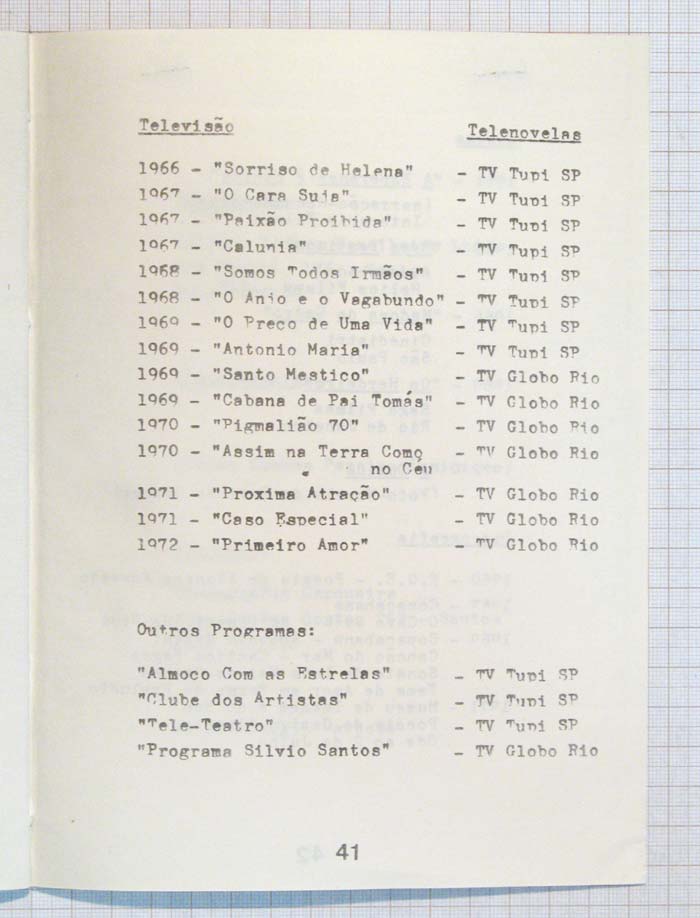 Televisão Telenovelas
1966 - "Sorriso de Helena" - TV Tupi SP
1967 - "O Cara Suja" - TV Tupi SP
1967 - "Paixão Proibida" - TV Tupi SP
1967 - "Calunia" - TV Tupi SP
1968 - "Somos Todos Irmãos" - TV Tupi SP
1968 - "O Anjo e o Vagabundo" - TV Tupi SP
1969 - "O Preco de Uma Vida" - TV Tupi SP
1969 - "Antonio Maria" - TV Tupi SP
1969 - "Santo Mestico" - TV Globo Rio
1969 - "Cabana de Pai Tomás" - TV Globo Rio
1970 - "Pigmalião 70" - TV Globo Rio
1970 - "Assim na Terra Como - TV Globo Rio
no Céu
1971 - "Proxima Atração" - TV Globo Rio
1971 - "Caso Especial" - TV Globo Rio
1972 - "Primeiro Amor" - TV Globo Rio
Outros Programas:
"Almoco Com as Estrelas" - TV Tupi SP
"Clube dos Artistas" - TV Tupi SP
"Tele-Teatro" - TV Tupi SP
"Programa Silvio Santos" - TV Globo Rio
41